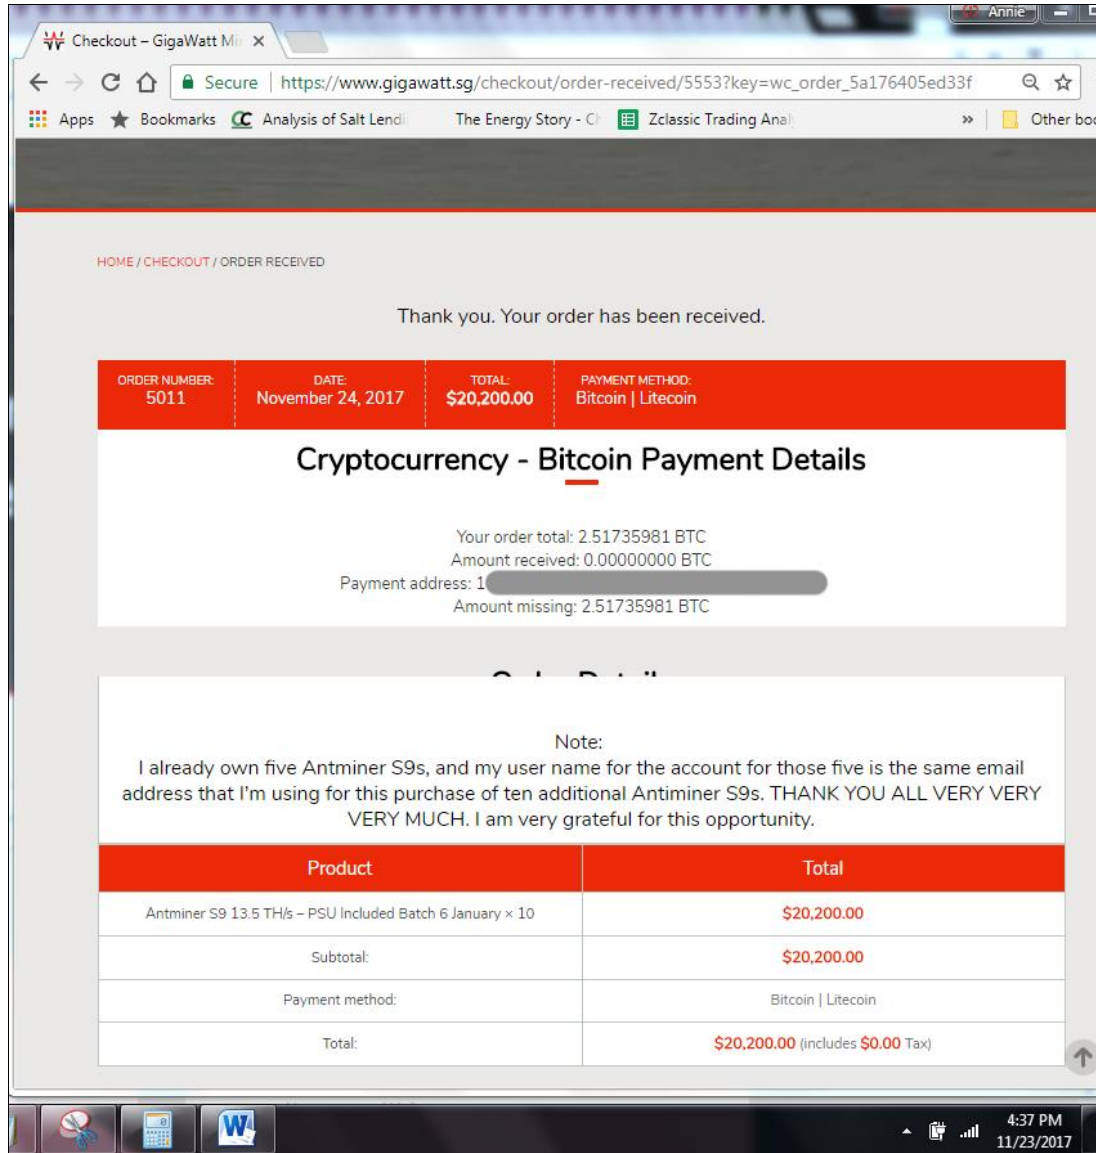 Annie
Checkout – GigaWatt Mi
Secure | https://www.gigawatt.sg/checkout/order-received/5553?key=wc_order_5a176405ed33f
Apps Bookmarks Analysis of Salt Lendi The Energy Story - C Zclassic Trading Anal » Other boo
HOME / CHECKOUT / ORDER RECEIVED
Thank you. Your order has been received.
ORDER NUMBER: DATE: TOTAL: PAYMENT METHOD:
5011 November 24, 2017 $20,200.00 Bitcoin | Litecoin
Cryptocurrency - Bitcoin Payment Details
Your order total: 2.51735981 BTC
Amount received: 0.00000000 BTC
Payment address: 1
Amount missing: 2.51735981 BTC
Note:
I already own five Antminer S9s, and my user name for the account for those five is the same email
address that I'm using for this purchase of ten additional Antiminer S9s. THANK YOU ALL VERY VERY
VERY MUCH. I am very grateful for this opportunity.
Product Total
Antminer S9 13.5 TH/s – PSU Included Batch 6 January × 10 $20,200.00
Subtotal: $20,200.00
Payment method: Bitcoin | Litecoin
Total: $20,200.00 (includes $0.00 Tax)
4:37 PM
11/23/2017